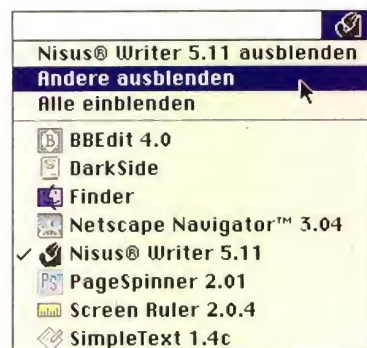 Nisus® Writer 5.11 ausblenden
Andere ausblenden
Alle einblenden
BBEdit 4.0
DarkSide
Finder
Netscape Navigator™ 3.04
Nisus® Writer 5.11
PageSpinner 2.01
Screen Ruler 2.0.4
SimpleText 1.4c